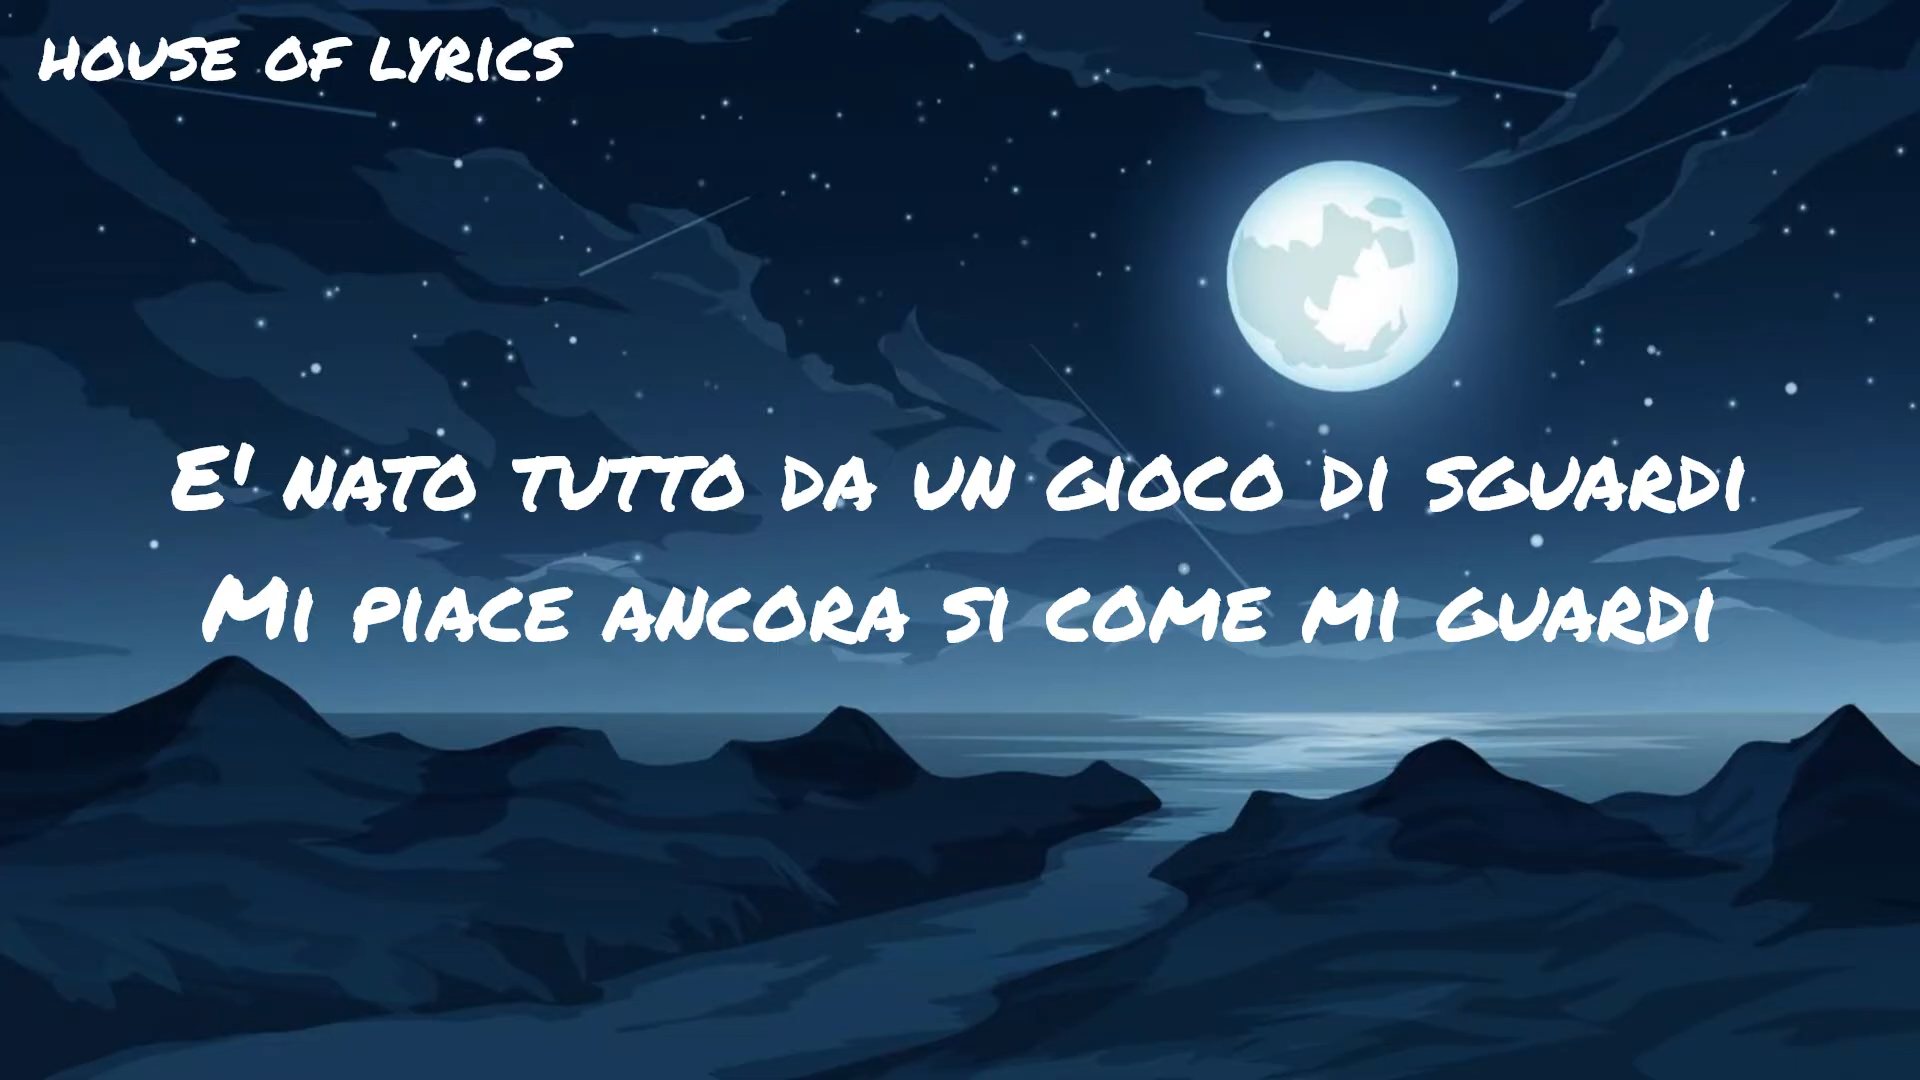 HOUSE OF LYRICS
E' NATO TUTTO DA UN GIOCO DI SGUARDI
MI PIACE ANCORA SI COME MI GUARDI